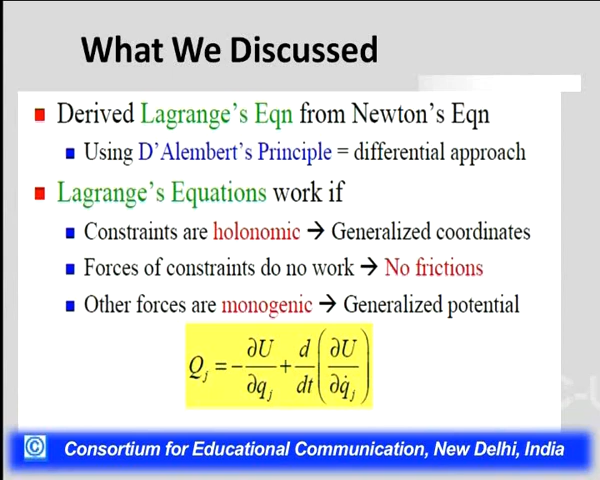 What We Discussed
Derived Lagrange's Eqn from Newton's Eqn
Using D'Alembert's Principle = differential approach
Lagrange's Equations work if
Constraints are holonomic → Generalized coordinates
Forces of constraints do no work → No frictions
Other forces are monogenic → Generalized potential
Q_j = -∂U/∂q_j + d/dt(∂U/∂q̇_j)
© Consortium for Educational Communication, New Delhi, India